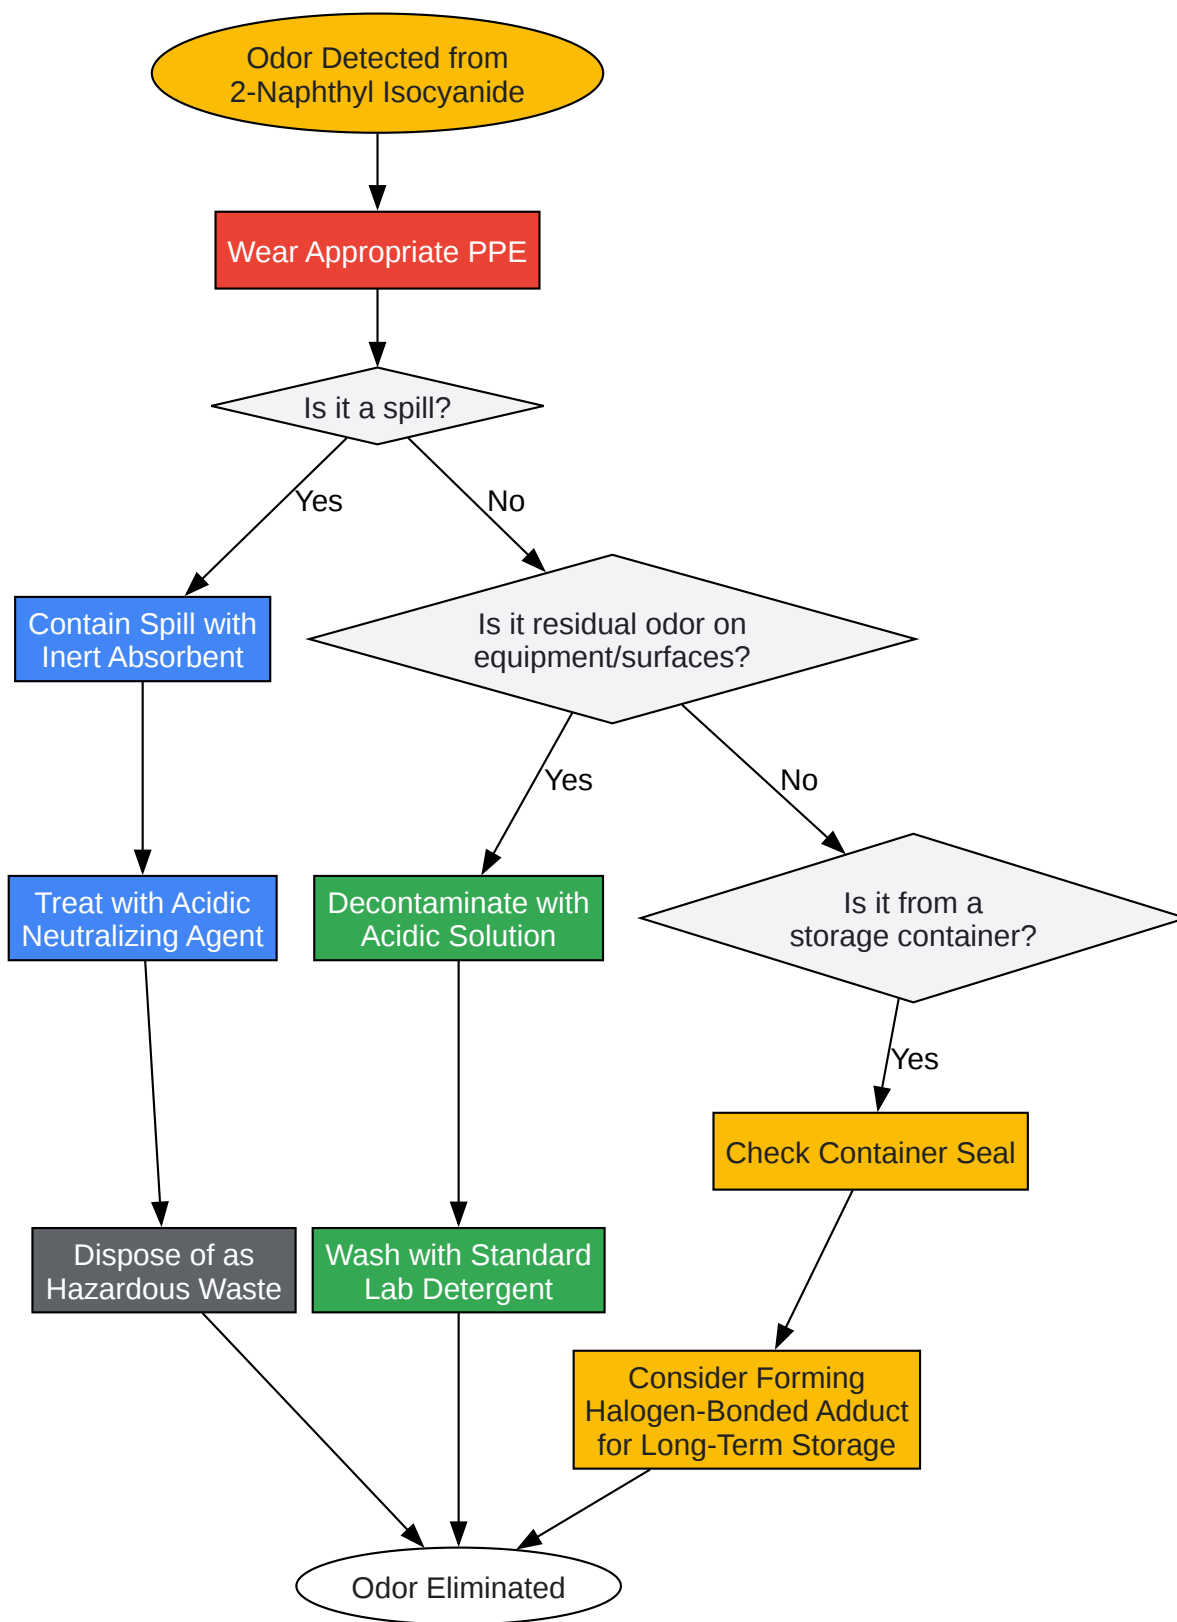 Odor Detected from
2-Naphthyl Isocyanide
Wear Appropriate PPE
Is it a spill?
Yes
No
Contain Spill with
Inert Absorbent
Is it residual odor on
equipment/surfaces?
Yes
No
Treat with Acidic
Neutralizing Agent
Decontaminate with
Acidic Solution
Is it from a
storage container?
Yes
Check Container Seal
Dispose of as
Hazardous Waste
Wash with Standard
Lab Detergent
Consider Forming
Halogen-Bonded Adduct
for Long-Term Storage
Odor Eliminated